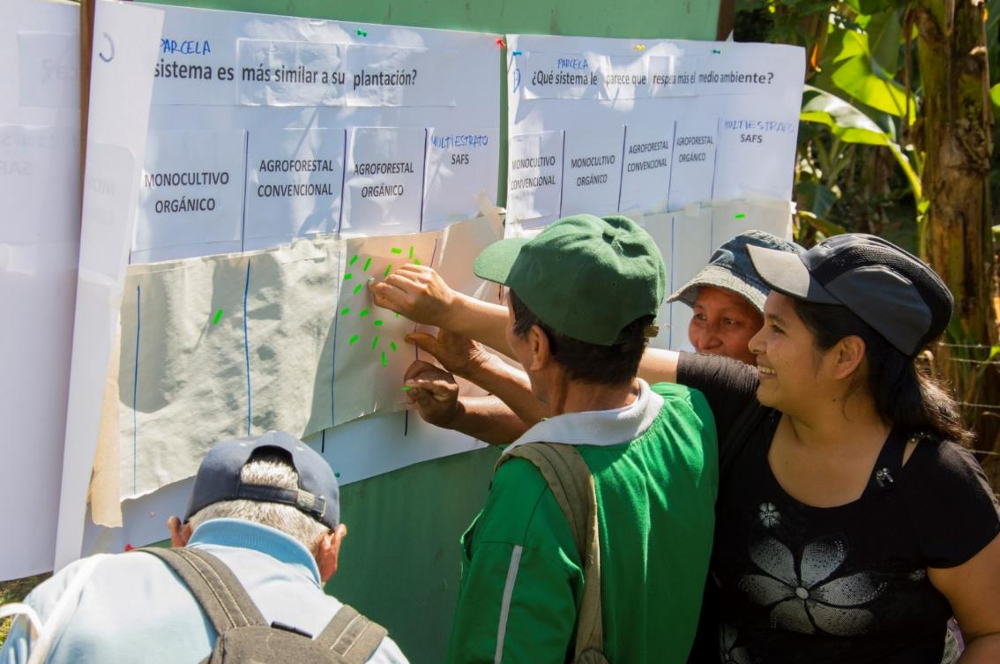 PARCELA
sistema es más similar a su plantación?
MONOCULTIVO
ORGÁNICO
AGROFORESTAL
CONVENCIONAL
AGROFORESTAL
ORGÁNICO
MULTIESTRATO
SAFS
PARCELA
¿Qué sistema le parece que respeta más el medio ambiente?
MONOCULTIVO
CONVENCIONAL
MONOCULTIVO
ORGÁNICO
AGROFORESTAL
CONVENCIONAL
AGROFORESTAL
ORGÁNICO
MULTIESTRATO
SAFS